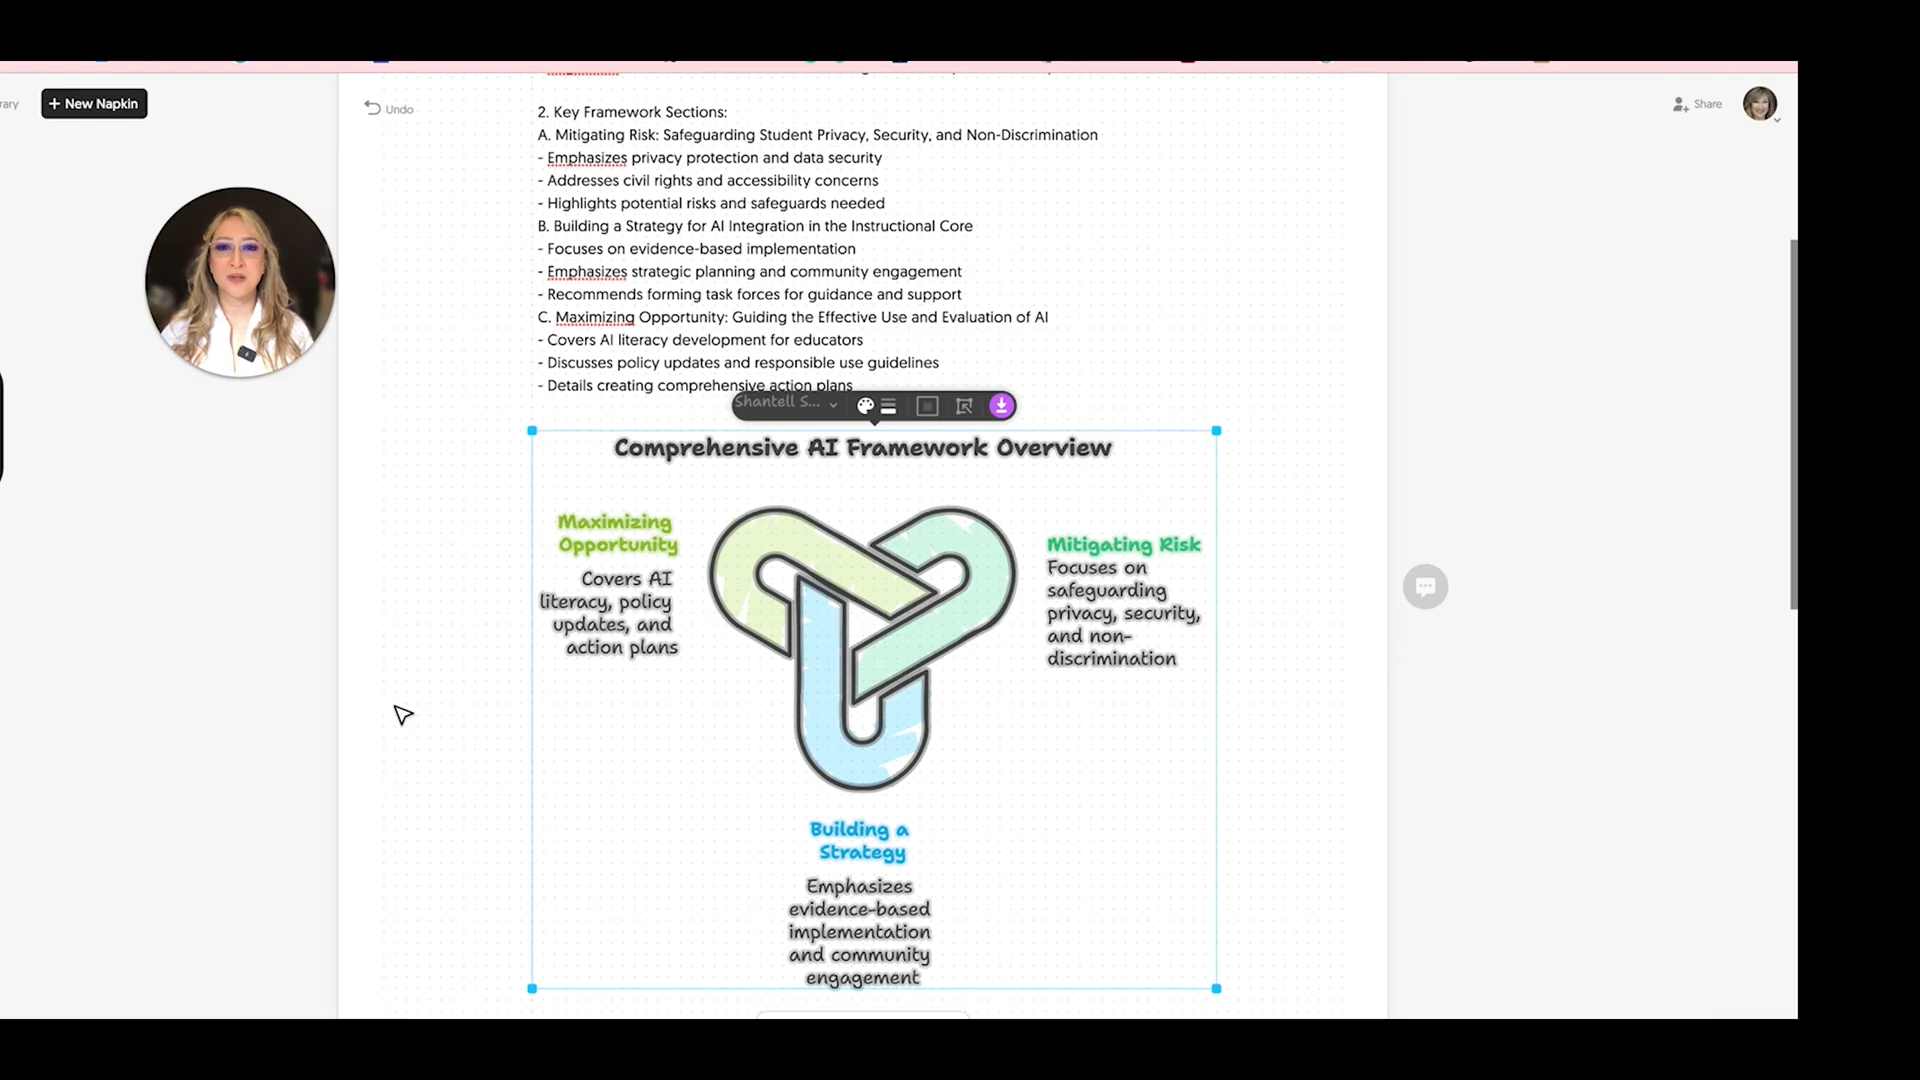 + New Napkin
Undo
Share
2. Key Framework Sections:
A. Mitigating Risk: Safeguarding Student Privacy, Security, and Non-Discrimination
- Emphasizes privacy protection and data security
- Addresses civil rights and accessibility concerns
- Highlights potential risks and safeguards needed
B. Building a Strategy for AI Integration in the Instructional Core
- Focuses on evidence-based implementation
- Emphasizes strategic planning and community engagement
- Recommends forming task forces for guidance and support
C. Maximizing Opportunity: Guiding the Effective Use and Evaluation of AI
- Covers AI literacy development for educators
- Discusses policy updates and responsible use guidelines
- Details creating comprehensive action plans
Shantell S...
Comprehensive AI Framework Overview
Maximizing
Opportunity
Covers AI
literacy, policy
updates, and
action plans
Mitigating Risk
Focuses on
safeguarding
privacy, security,
and non-
discrimination
Building a
Strategy
Emphasizes
evidence-based
implementation
and community
engagement